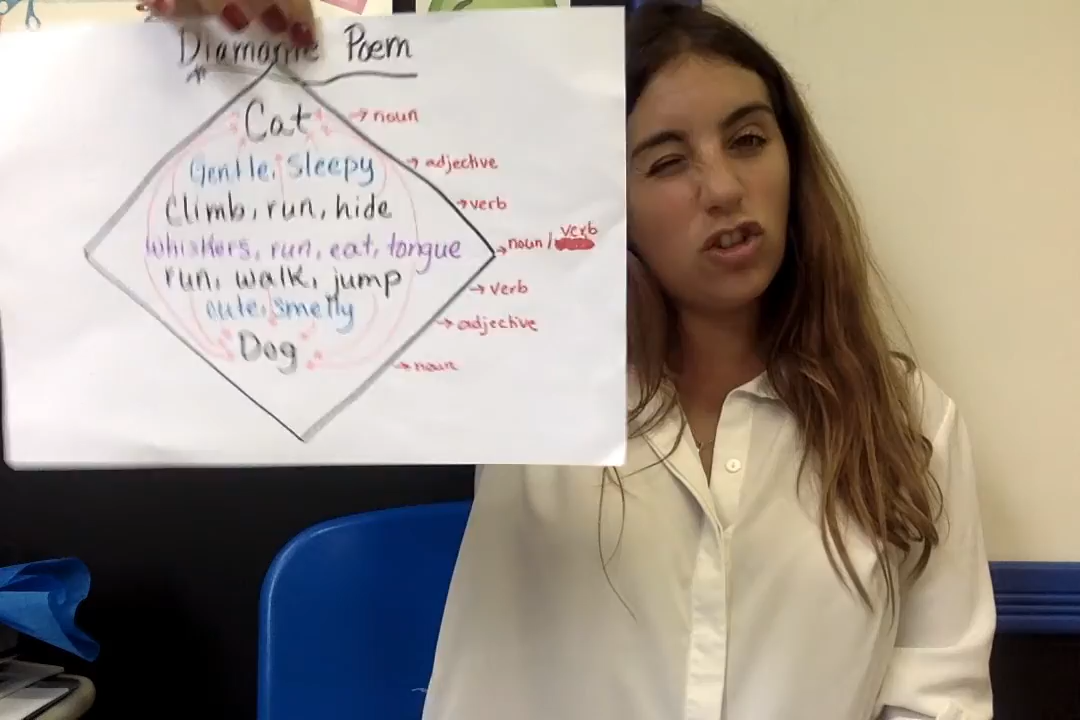 Diamante Poem
Cat → noun
Gentle, sleepy → adjective
climb, run, hide → verb
whiskers, run, eat, tongue → noun / verb
run, walk, jump → verb
cute, smelly → adjective
Dog → noun